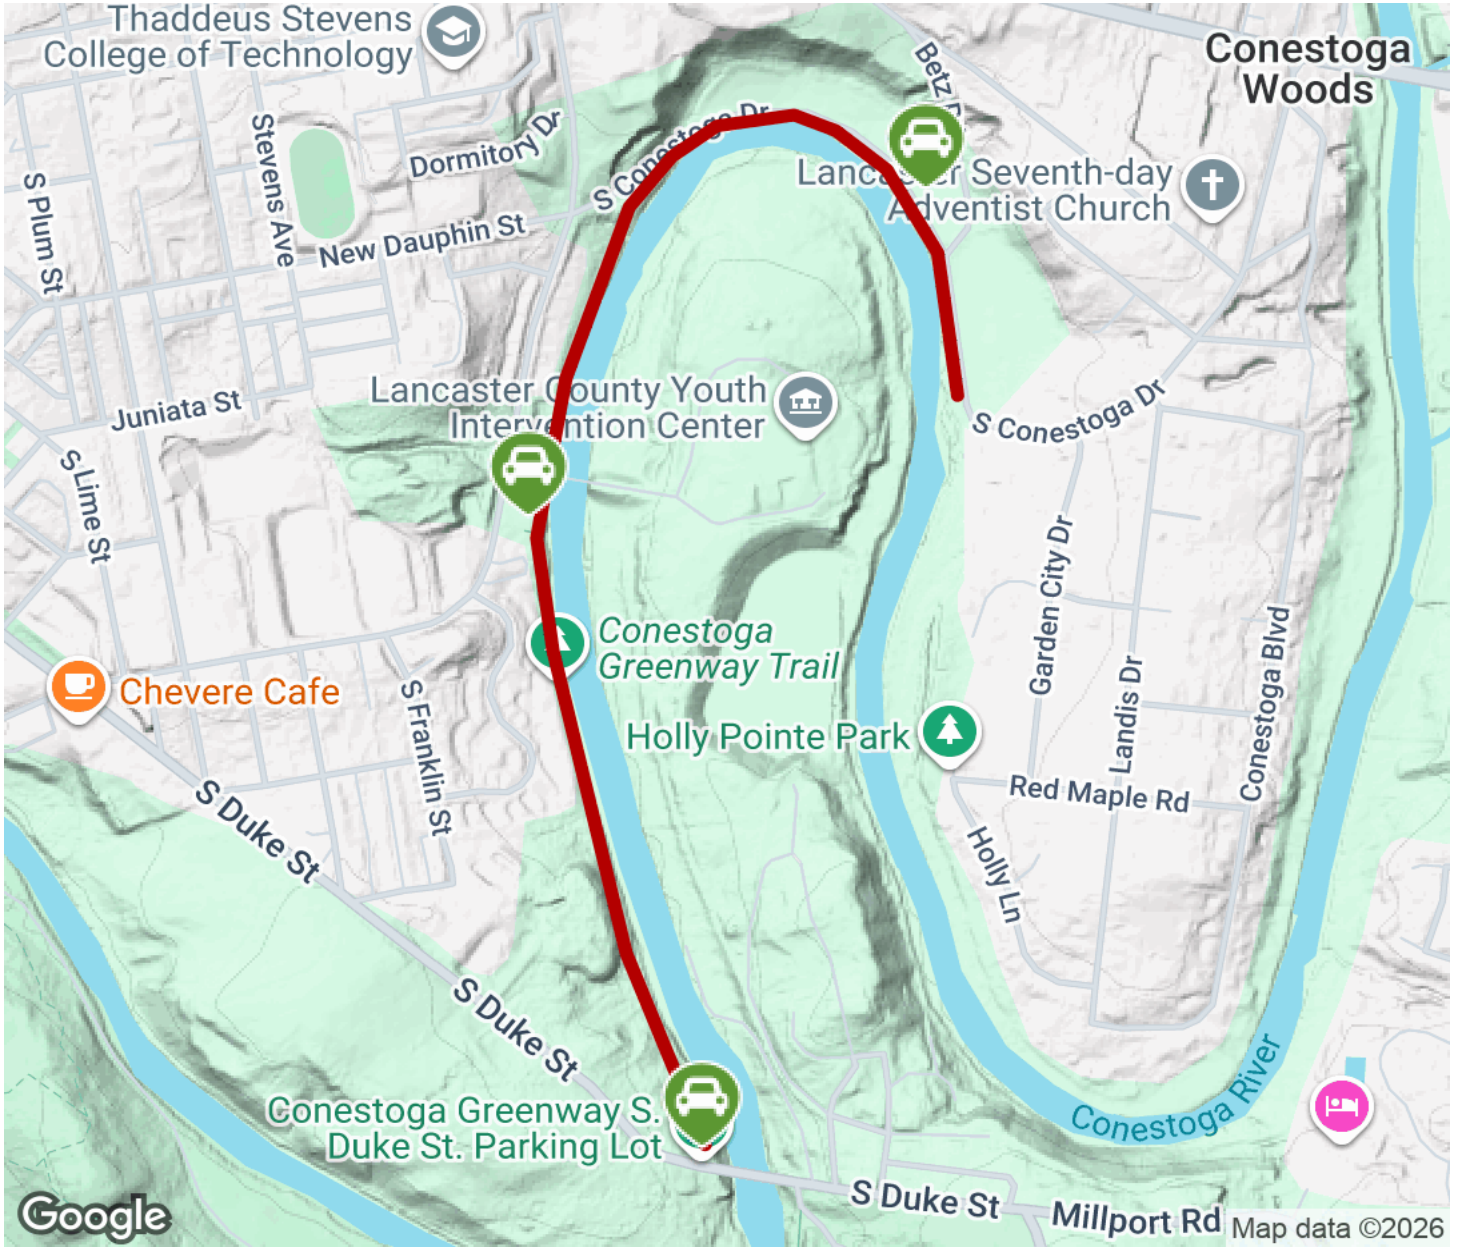 Thaddeus Stevens
College of Technology
Conestoga
Woods
Betz
Stevens Ave
Dormitory Dr
S Conestoga Dr
S Plum St
New Dauphin St
Lancaster Seventh-day
Adventist Church
Lancaster County Youth
Intervention Center
Juniata St
S Conestoga Dr
S Lime St
Garden City Dr
Conestoga
Greenway Trail
Chevere Cafe
S Franklin St
Landis Dr
Conestoga Blvd
Holly Pointe Park
Red Maple Rd
S Duke St
Holly Ln
S Duke St
Conestoga River
Conestoga Greenway S.
Duke St. Parking Lot
S Duke St
Millport Rd
Google
Map data ©2026